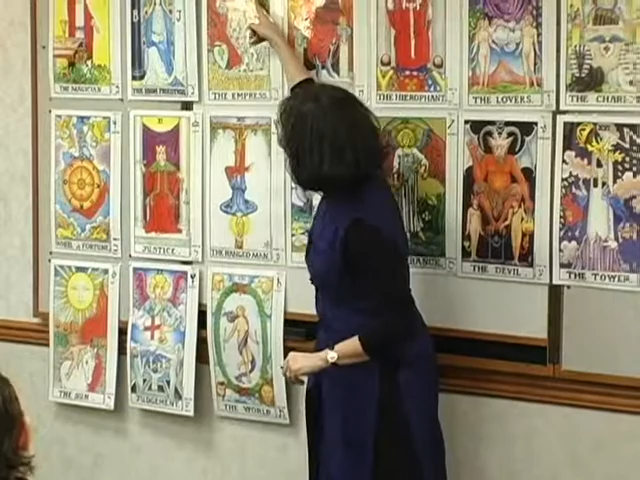 THE MAGICIAN
THE HIGH PRIESTESS
THE EMPRESS.
THE HIEROPHANT
THE LOVERS.
THE CHARIOT
WHEEL of FORTUNE.
JUSTICE.
THE HANGED MAN.
THE DEVIL.
THE TOWER.
THE SUN
JUDGEMENT.
THE WORLD.